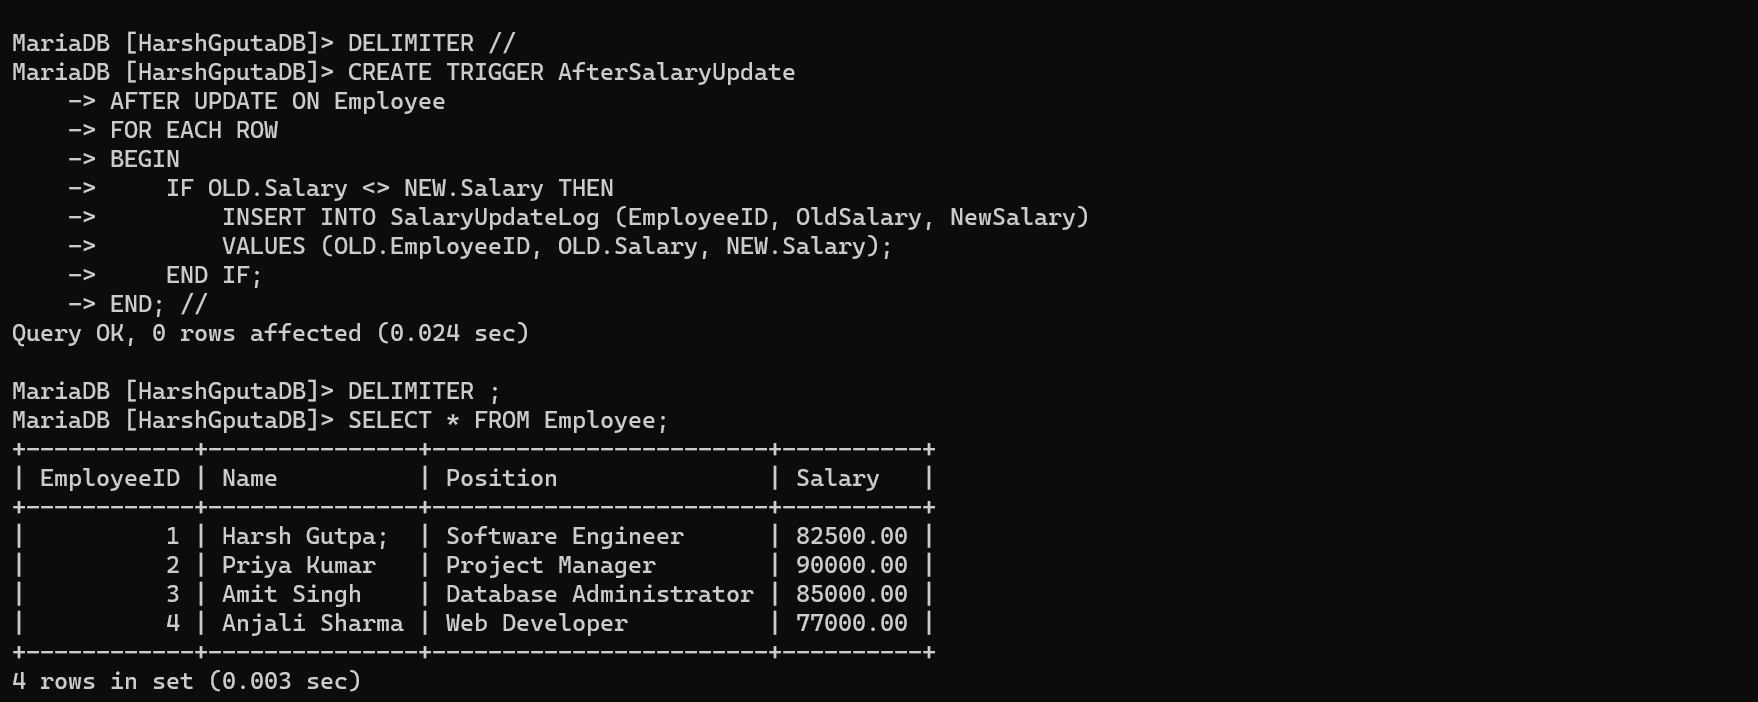 MariaDB [HarshGputaDB]> DELIMITER //
MariaDB [HarshGputaDB]> CREATE TRIGGER AfterSalaryUpdate
    -> AFTER UPDATE ON Employee
    -> FOR EACH ROW
    -> BEGIN
    ->     IF OLD.Salary <> NEW.Salary THEN
    ->         INSERT INTO SalaryUpdateLog (EmployeeID, OldSalary, NewSalary)
    ->         VALUES (OLD.EmployeeID, OLD.Salary, NEW.Salary);
    ->     END IF;
    -> END; //
Query OK, 0 rows affected (0.024 sec)

MariaDB [HarshGputaDB]> DELIMITER ;
MariaDB [HarshGputaDB]> SELECT * FROM Employee;
+------------+---------------+------------------------+----------+
| EmployeeID | Name          | Position               | Salary   |
+------------+---------------+------------------------+----------+
|          1 | Harsh Gutpa;  | Software Engineer      | 82500.00 |
|          2 | Priya Kumar   | Project Manager        | 90000.00 |
|          3 | Amit Singh    | Database Administrator | 85000.00 |
|          4 | Anjali Sharma | Web Developer          | 77000.00 |
+------------+---------------+------------------------+----------+
4 rows in set (0.003 sec)